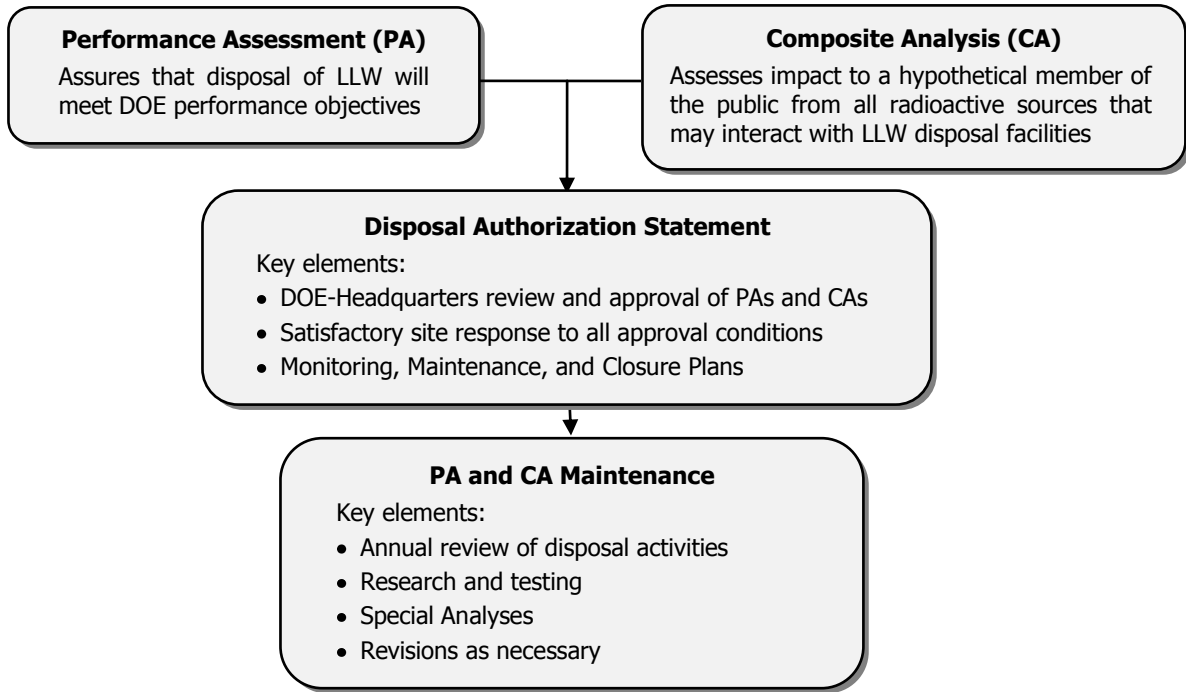 Performance Assessment (PA)
Assures that disposal of LLW will
meet DOE performance objectives
Composite Analysis (CA)
Assesses impact to a hypothetical member of
the public from all radioactive sources that
may interact with LLW disposal facilities
Disposal Authorization Statement
Key elements:
• DOE-Headquarters review and approval of PAs and CAs
• Satisfactory site response to all approval conditions
• Monitoring, Maintenance, and Closure Plans
PA and CA Maintenance
Key elements:
• Annual review of disposal activities
• Research and testing
• Special Analyses
• Revisions as necessary